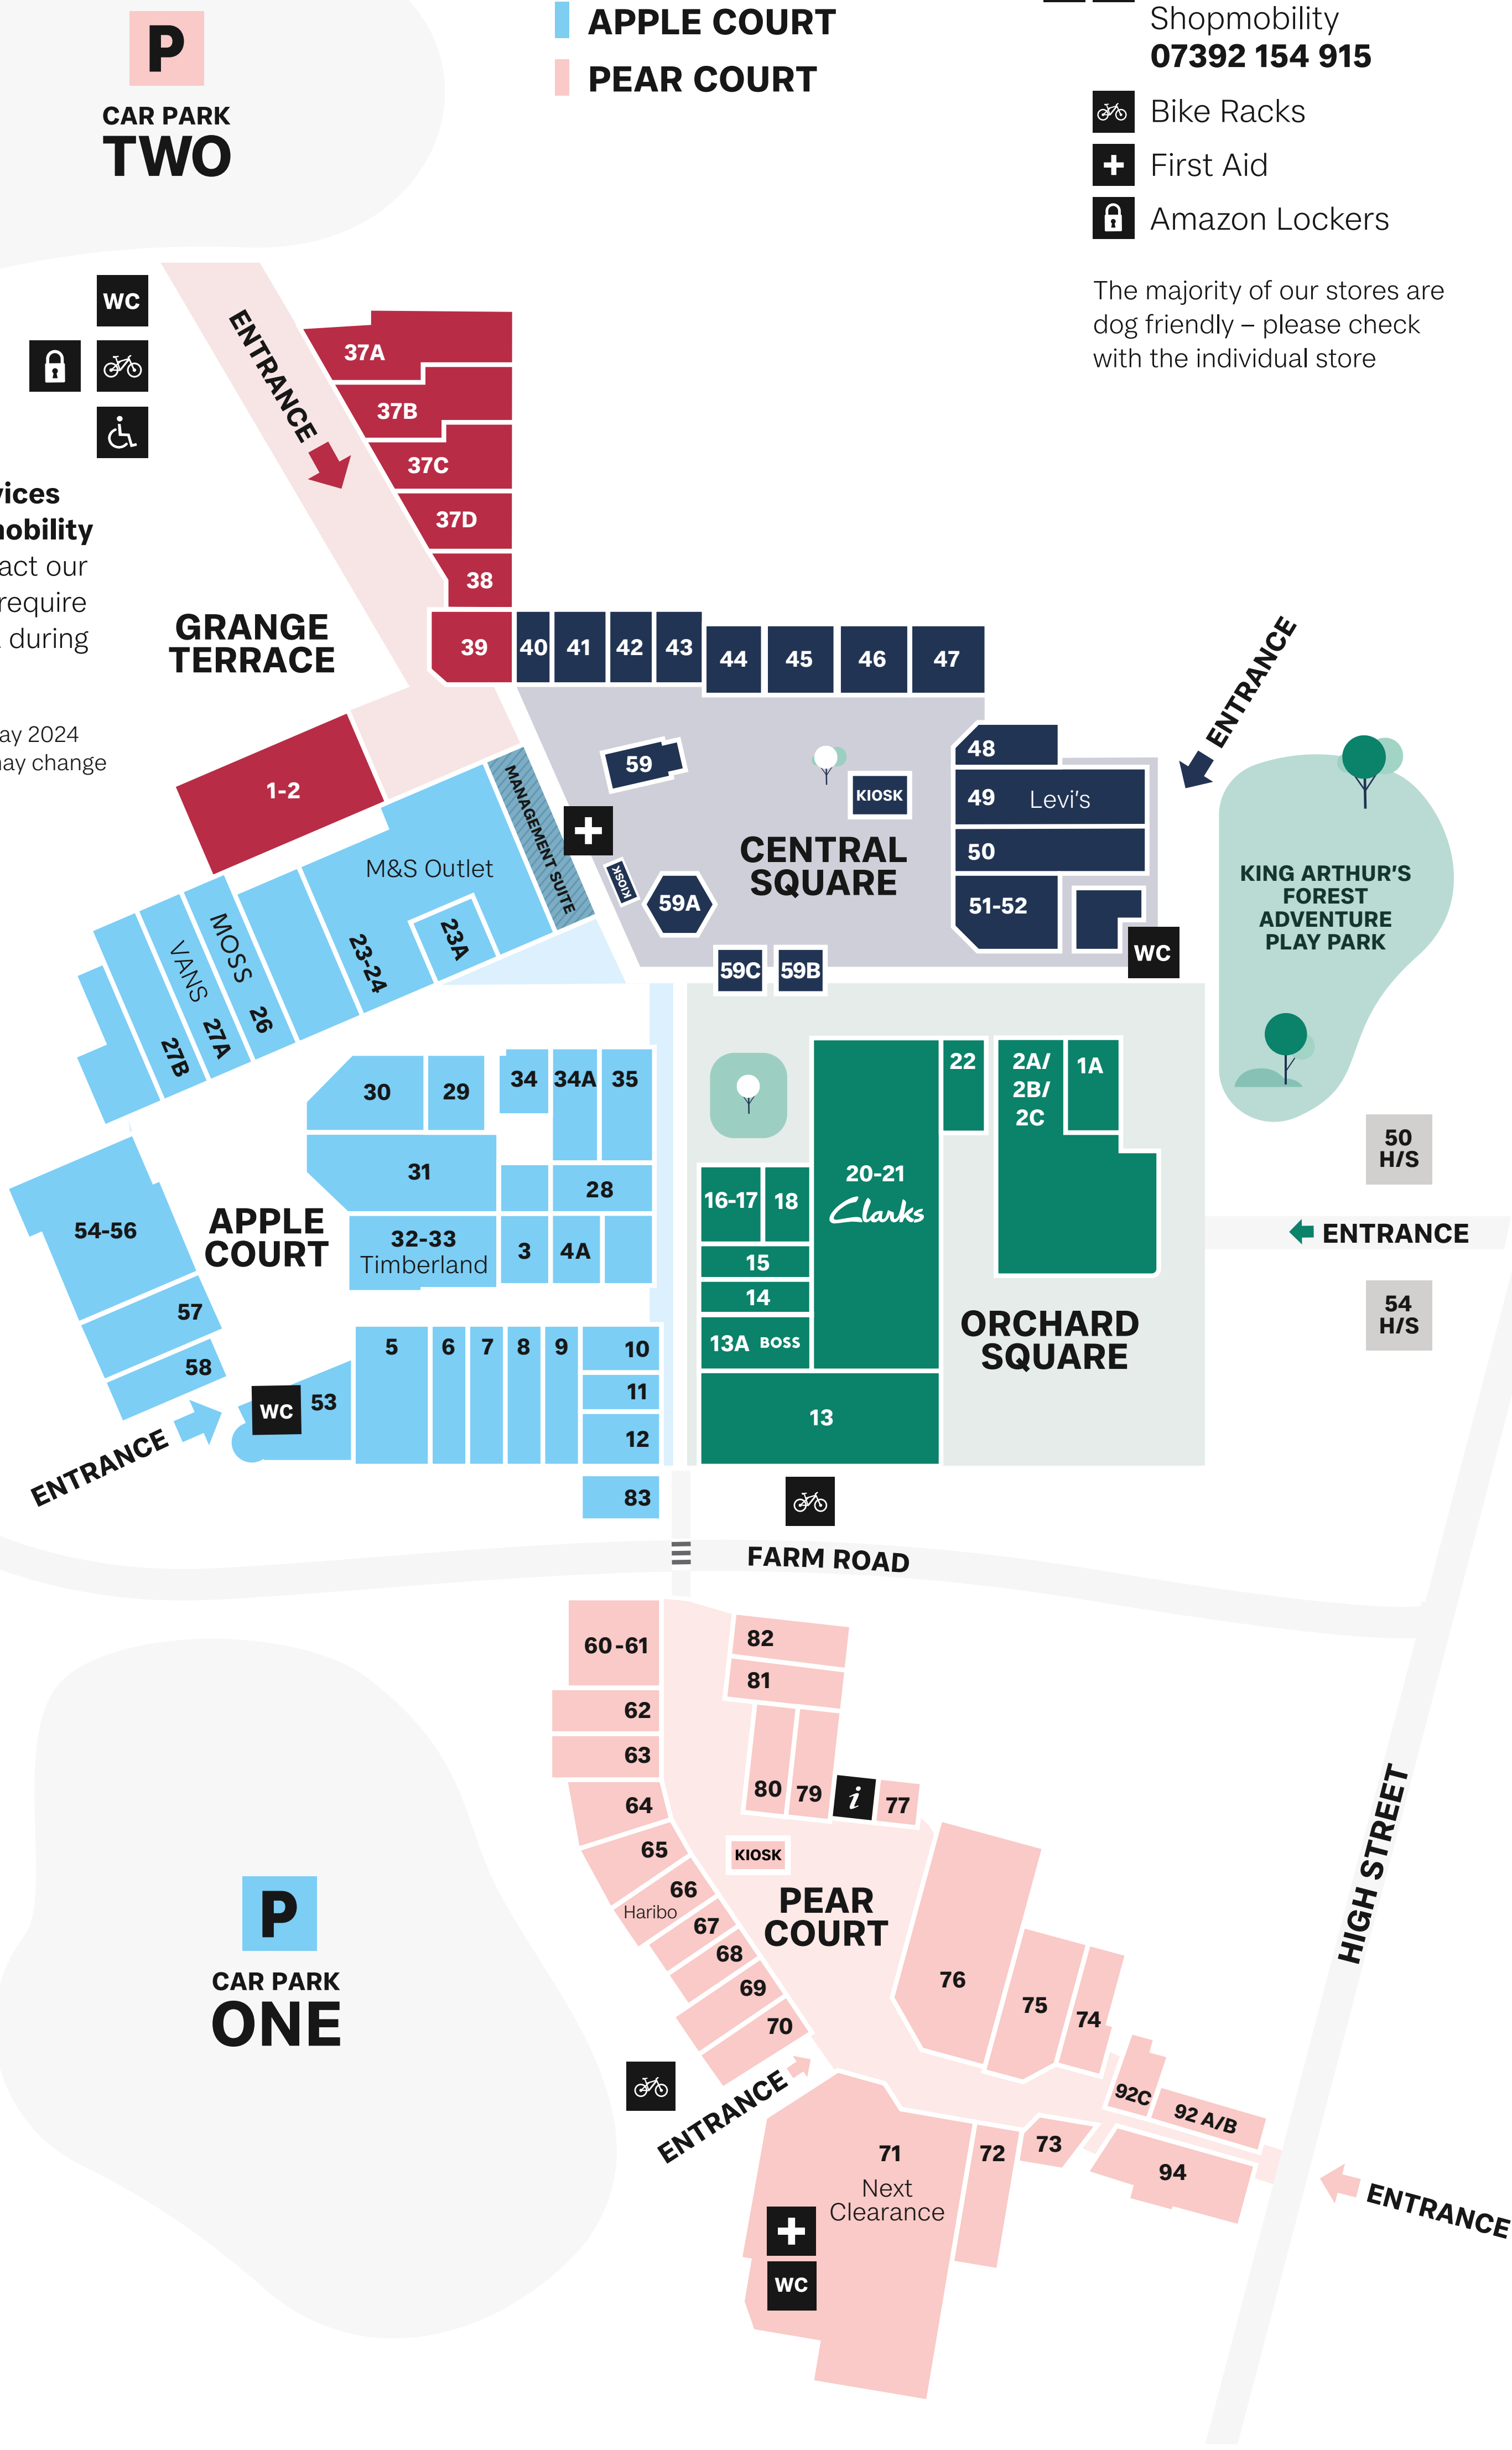 P
CAR PARK
TWO
APPLE COURT
PEAR COURT
Shopmobility
07392 154 915
Bike Racks
First Aid
Amazon Lockers
The majority of our stores are
dog friendly – please check
with the individual store
WC
ENTRANCE
37A
37B
37C
37D
38
39
GRANGE
TERRACE
act our
require
during
may change
40
41
42
43
44
45
46
47
ENTRANCE
1-2
MANAGEMENT SUITE
59
KIOSK
48
49 Levi's
50
51-52
CENTRAL
SQUARE
KIOSK
59A
59C
59B
WC
KING ARTHUR'S
FOREST
ADVENTURE
PLAY PARK
M&S Outlet
23A
23-24
MOSS
26
VANS
27A
27B
30
29
34
34A
35
31
28
32-33
Timberland
3
4A
APPLE
COURT
54-56
57
58
ENTRANCE
WC
53
5
6
7
8
9
10
11
12
83
22
2A/
2B/
2C
1A
20-21
Clarks
16-17
18
15
14
13A BOSS
13
ORCHARD
SQUARE
50
H/S
ENTRANCE
54
H/S
FARM ROAD
60-61
62
63
64
65
66
Haribo
67
68
69
70
82
81
80
79
i
77
KIOSK
PEAR
COURT
76
75
74
92C
92 A/B
73
94
72
71
Next
Clearance
WC
ENTRANCE
ENTRANCE
HIGH STREET
P
CAR PARK
ONE